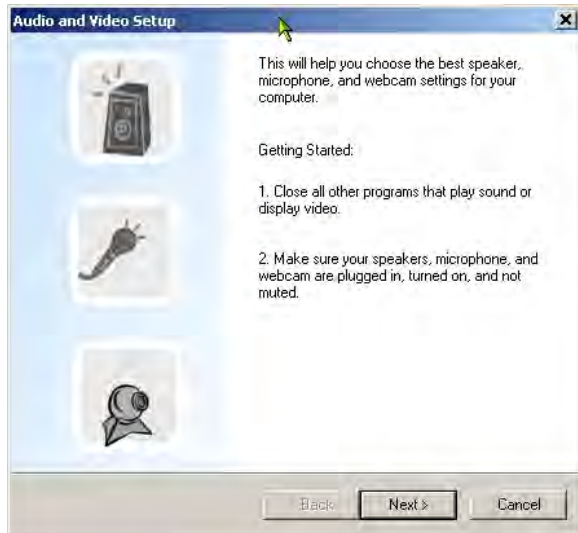 Audio and Video Setup
This will help you choose the best speaker,
microphone, and webcam settings for your
computer.
Getting Started:
1. Close all other programs that play sound or
display video.
2. Make sure your speakers, microphone, and
webcam are plugged in, turned on, and not
muted.
Back Next > Cancel